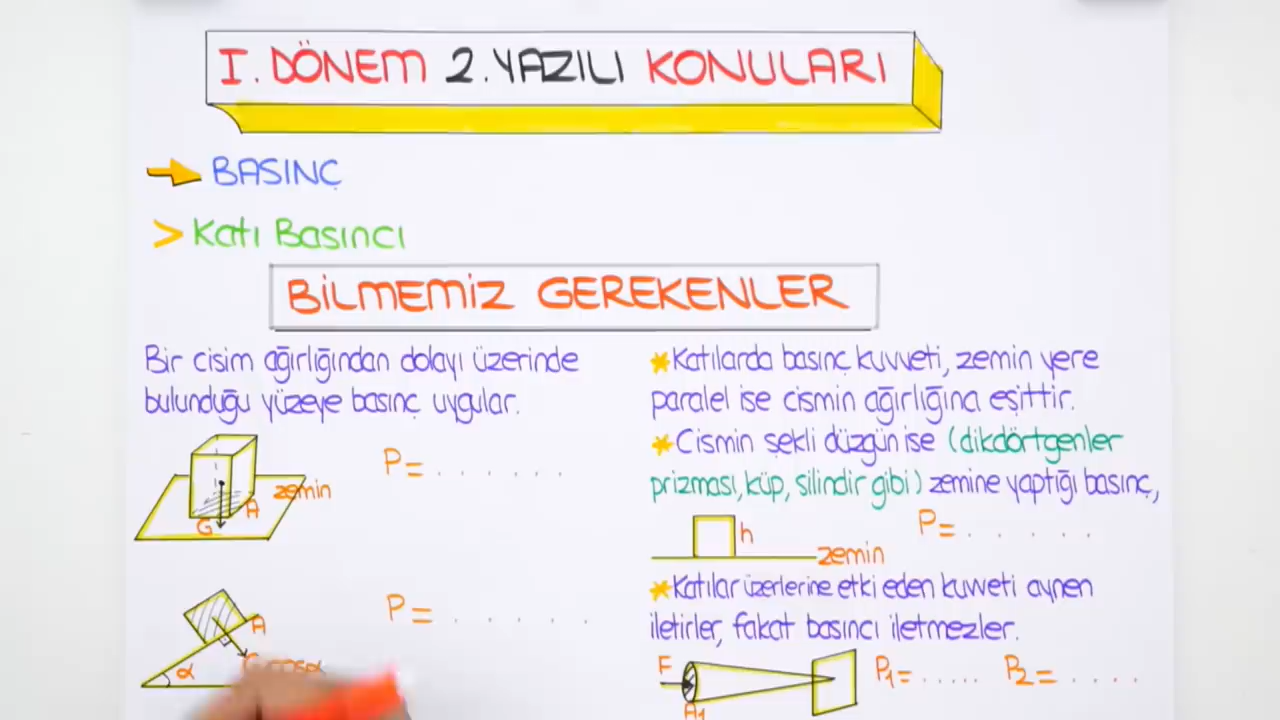 I. DÖNEM 2. YAZILI KONULARI
BASINÇ
> Katı Basıncı
BİLMEMİZ GEREKENLER
Bir cisim ağırlığından dolayı üzerinde
bulunduğu yüzeye basınç uygular.
zemin
A
G
P = . . . . . . .
A
α
P = . . . . . .
*Katılarda basınç kuvveti, zemin yere
paralel ise cismin ağırlığına eşittir.
*Cismin şekli düzgün ise (dikdörtgenler
prizması, küp, silindir gibi) zemine yaptığı basınç,
h
zemin
P = . . . . . .
*Katılar üzerlerine etki eden kuvveti aynen
iletirler, fakat basıncı iletmezler.
F
A1
P1 = . . . . . P2 = . . . . .